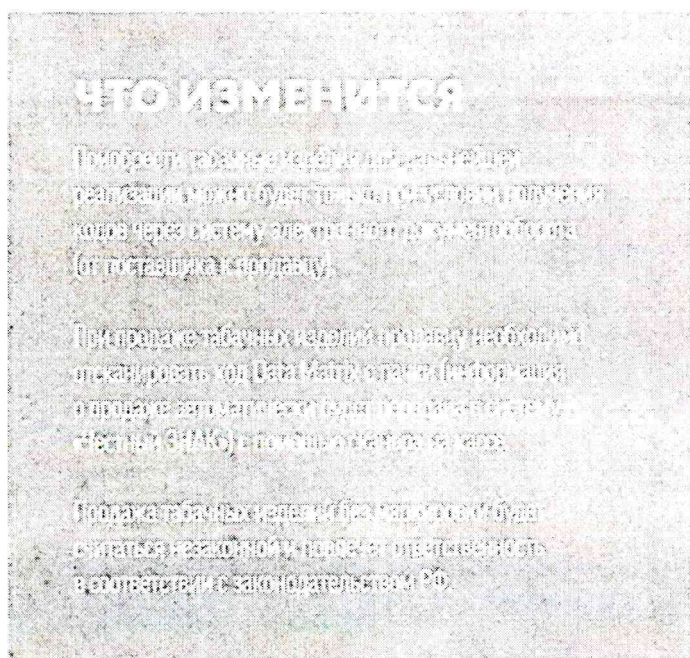 ЧТО ИЗМЕНИТСЯ
Приобрести табачные изделия для дальнейшей
реализации можно будет только при условии получения
кодов через систему электронного документооборота
(от поставщика к продавцу)
При продаже табачных изделий продавцу необходимо
отсканировать код Data Matrix с пачки (информация
о продаже автоматически будет передана в систему
«Честный ЗНАК») с помощью сканера на кассе
Продажа табачных изделий без маркировки будет
считаться незаконной и повлечет ответственность
в соответствии с законодательством РФ.